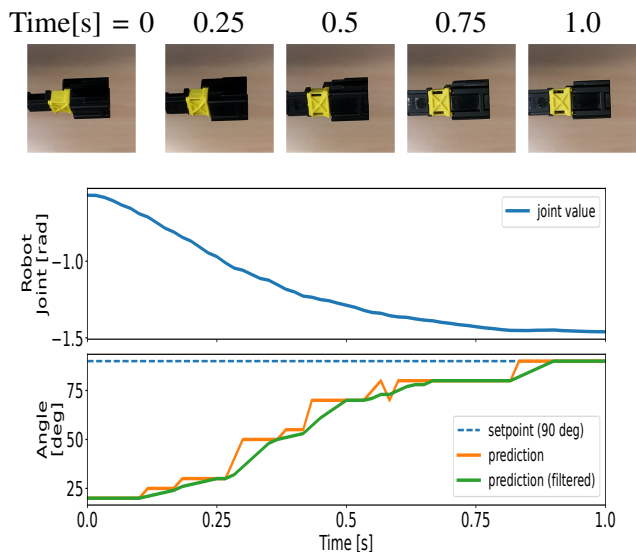 Time[s] = 0 0.25 0.5 0.75 1.0
Robot
Joint [rad]
−1.0
−1.5
joint value
Angle
[deg]
75
50
25
setpoint (90 deg)
prediction
prediction (filtered)
0.0 0.25 0.5 0.75 1.0
Time [s]